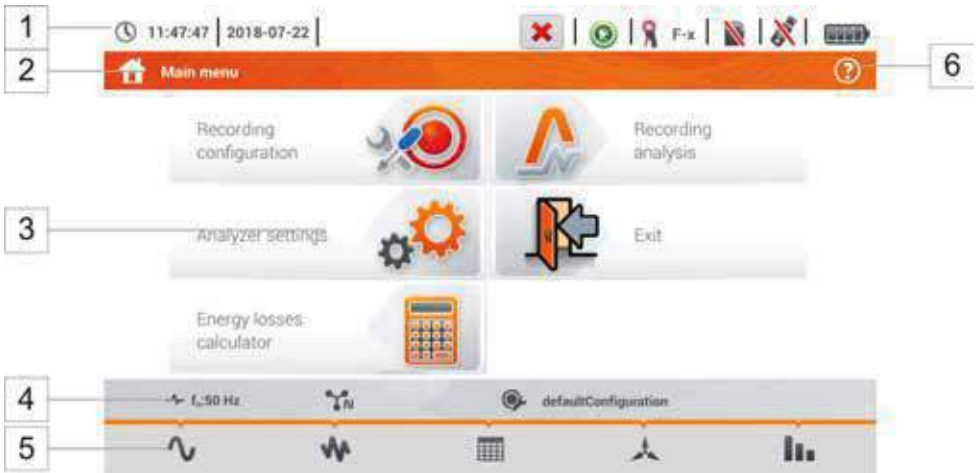 1
11:47:47 2018-07-22 F-x
2
Main menu
6
Recording
configuration
Recording
analysis
3
Analyzer settings
Exit
Energy losses
calculator
4
fn:50 Hz N defaultConfiguration
5